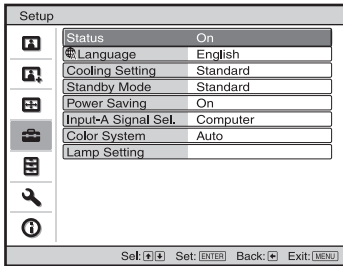 Setup
Status On
Language English
Cooling Setting Standard
Standby Mode Standard
Power Saving On
Input-A Signal Sel. Computer
Color System Auto
Lamp Setting
Sel: Set: ENTER Back: Exit: MENU